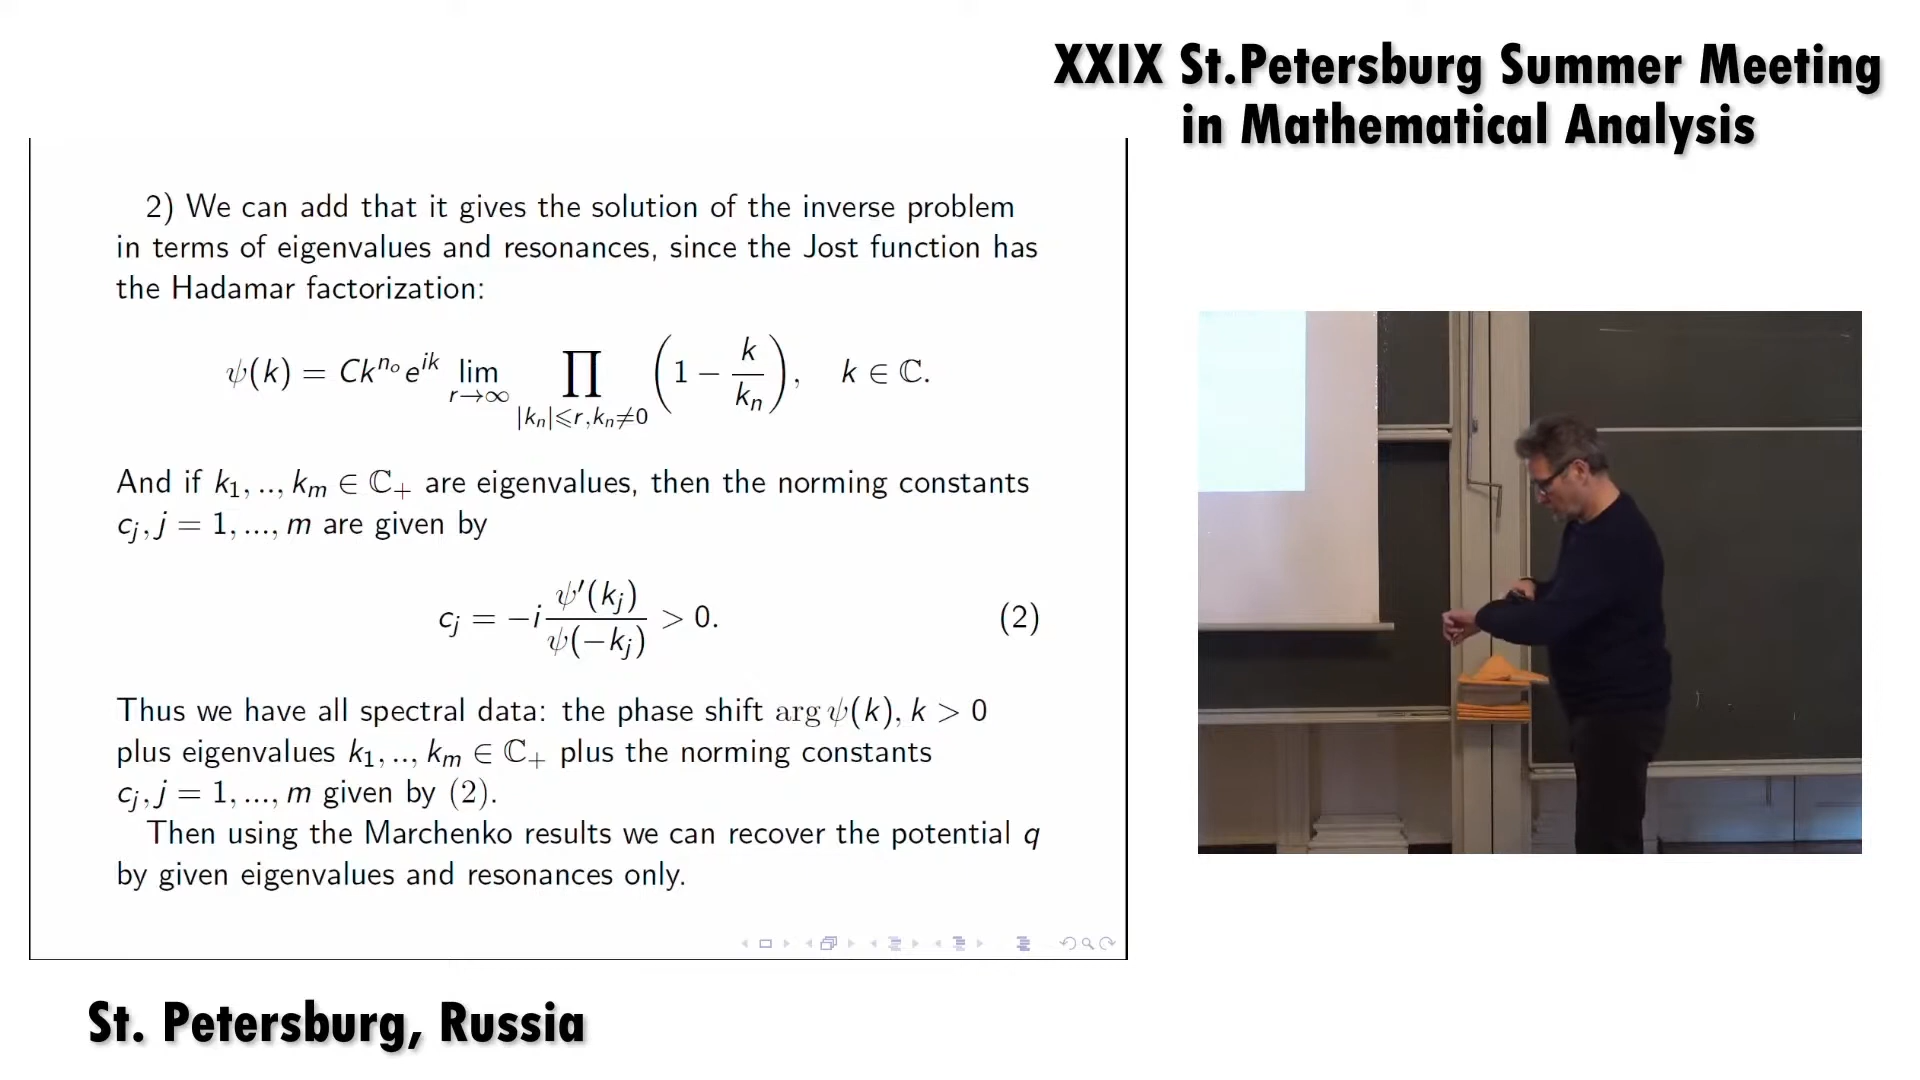 XXIX St.Petersburg Summer Meeting
in Mathematical Analysis
2) We can add that it gives the solution of the inverse problem
in terms of eigenvalues and resonances, since the Jost function has
the Hadamar factorization:
ψ(k) = Ck^{n_o} e^{ik} lim_{r→∞} ∏_{|k_n|⩽r, k_n≠0} (1 − k/k_n), k ∈ ℂ.
And if k₁, .., k_m ∈ ℂ₊ are eigenvalues, then the norming constants
c_j, j = 1, ..., m are given by
c_j = −i ψ′(k_j)/ψ(−k_j) > 0. (2)
Thus we have all spectral data: the phase shift arg ψ(k), k > 0
plus eigenvalues k₁, .., k_m ∈ ℂ₊ plus the norming constants
c_j, j = 1, ..., m given by (2).
Then using the Marchenko results we can recover the potential q
by given eigenvalues and resonances only.
St. Petersburg, Russia